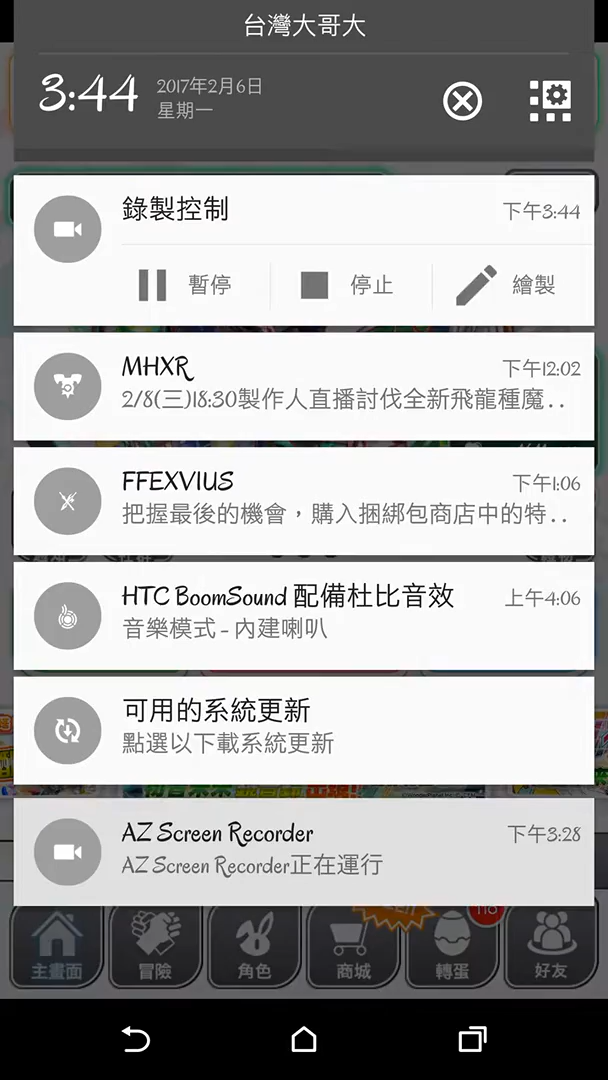 台灣大哥大
3:44
2017年2月6日
星期一
錄製控制
下午3:44
暫停
停止
繪製
MHXR
下午12:02
2/8(三)18:30製作人直播討伐全新飛龍種魔..
FFEXVIUS
下午1:06
把握最後的機會，購入捆綁包商店中的特..
HTC BoomSound 配備杜比音效
上午4:06
音樂模式 - 內建喇叭
可用的系統更新
點選以下載系統更新
AZ Screen Recorder
下午3:28
AZ Screen Recorder正在運行
主畫面
冒險
角色
商城
轉蛋
好友